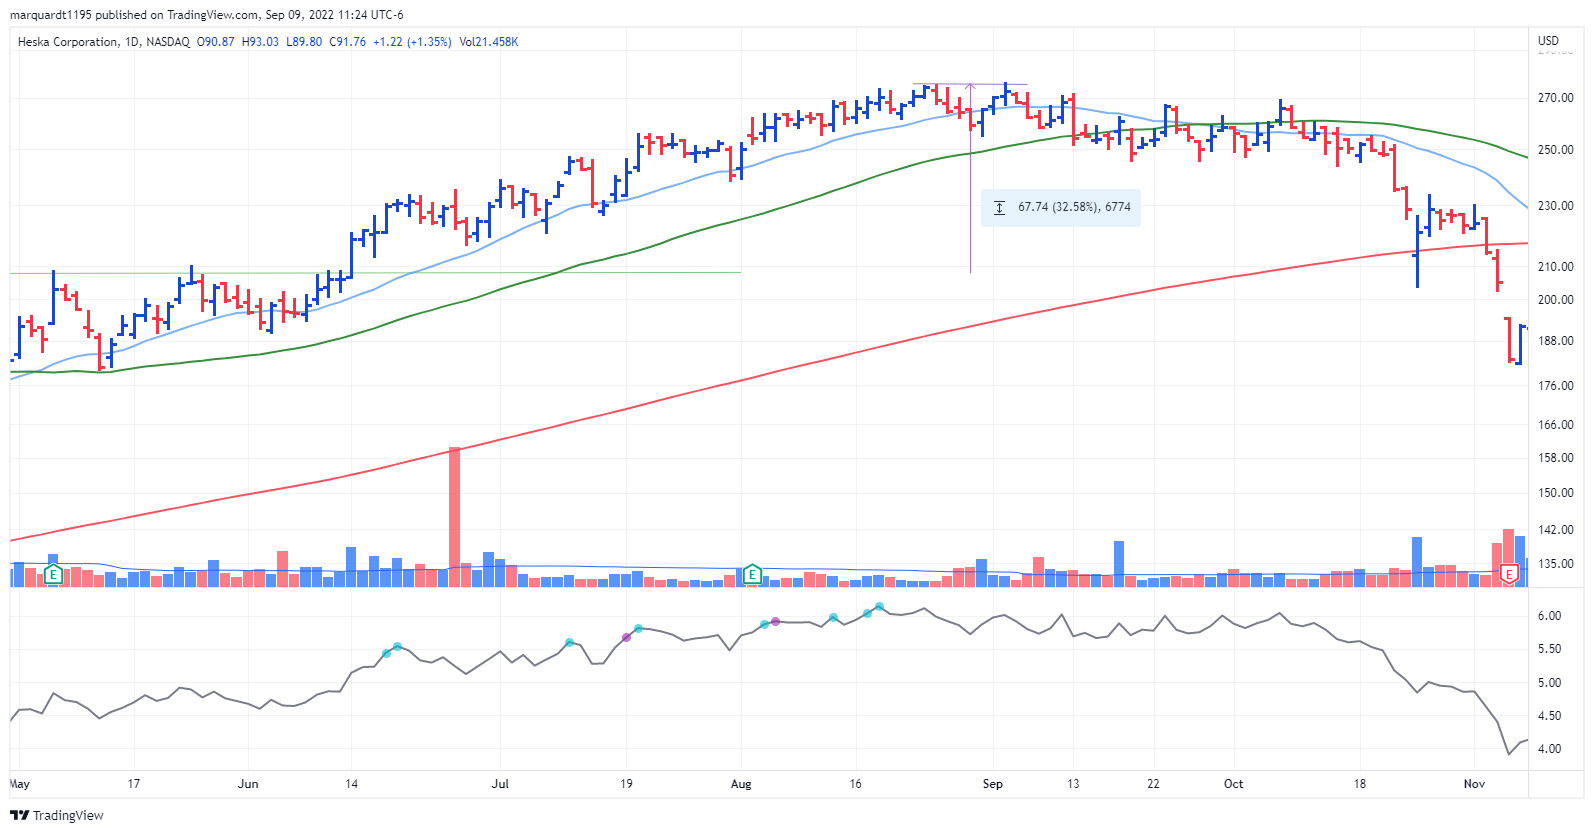 marquardt1195 published on TradingView.com, Sep 09, 2022 11:24 UTC-6
Heska Corporation, 1D, NASDAQ O90.87 H93.03 L89.80 C91.76 +1.22 (+1.35%) Vol21.458K
USD
290.00
270.00
250.00
67.74 (32.58%), 6774
230.00
210.00
200.00
188.00
176.00
166.00
158.00
150.00
142.00
135.00
E
E
E
6.00
5.50
5.00
4.50
4.00
May 17 Jun 14 Jul 19 Aug 16 Sep 13 22 Oct 18 Nov
TradingView